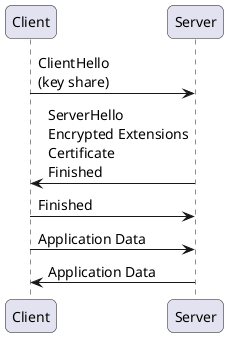 Client
Server
ClientHello
(key share)
ServerHello
Encrypted Extensions
Certificate
Finished
Finished
Application Data
Application Data
Client
Server